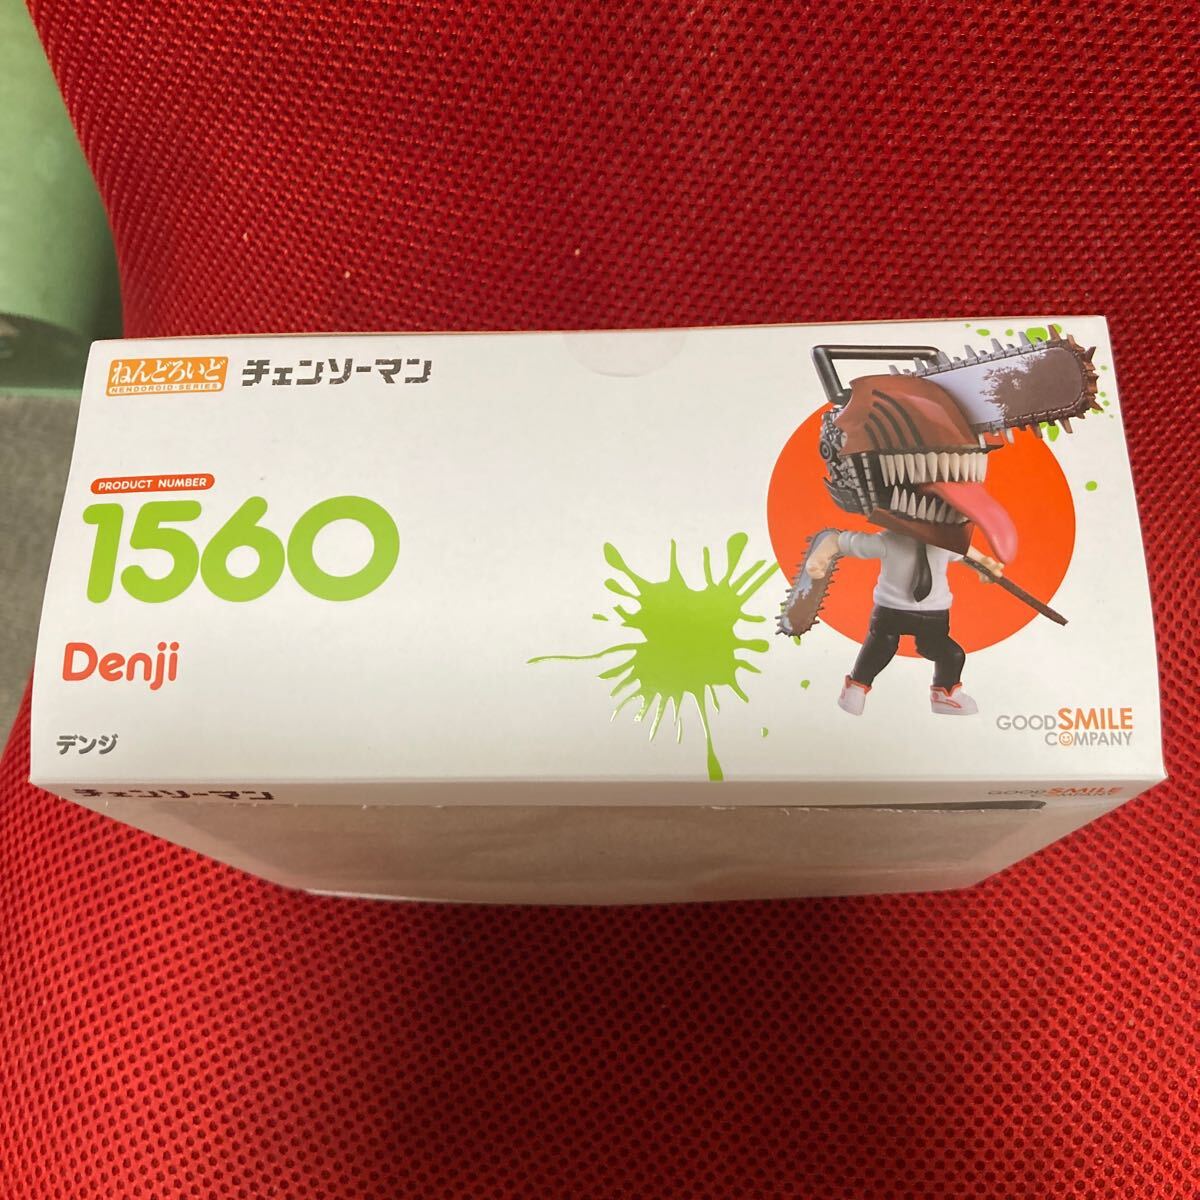 ねんどろいど
NENDOROID·SERIES
チェンソーマン
PRODUCT NUMBER
1560
Denji
デンジ
GOOD SMILE
COMPANY
チェンソーマン
GOOD SMILE
COMPANY